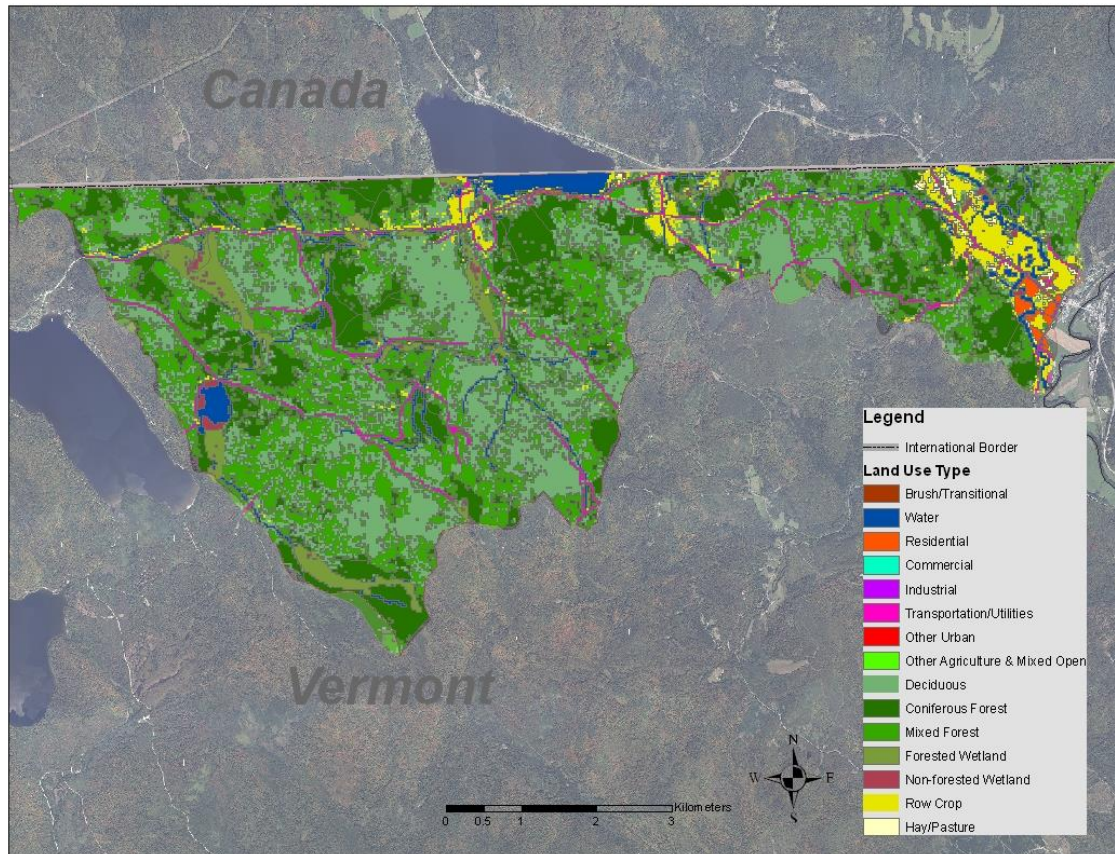 Canada
Legend
International Border
Land Use Type
Brush/Transitional
Water
Residential
Commercial
Industrial
Transportation/Utilities
Other Urban
Other Agriculture & Mixed Open
Deciduous
Coniferous Forest
Mixed Forest
Forested Wetland
Non-forested Wetland
Row Crop
Hay/Pasture
Vermont
N
W E
S
Kilometers
0 0.5 1 2 3